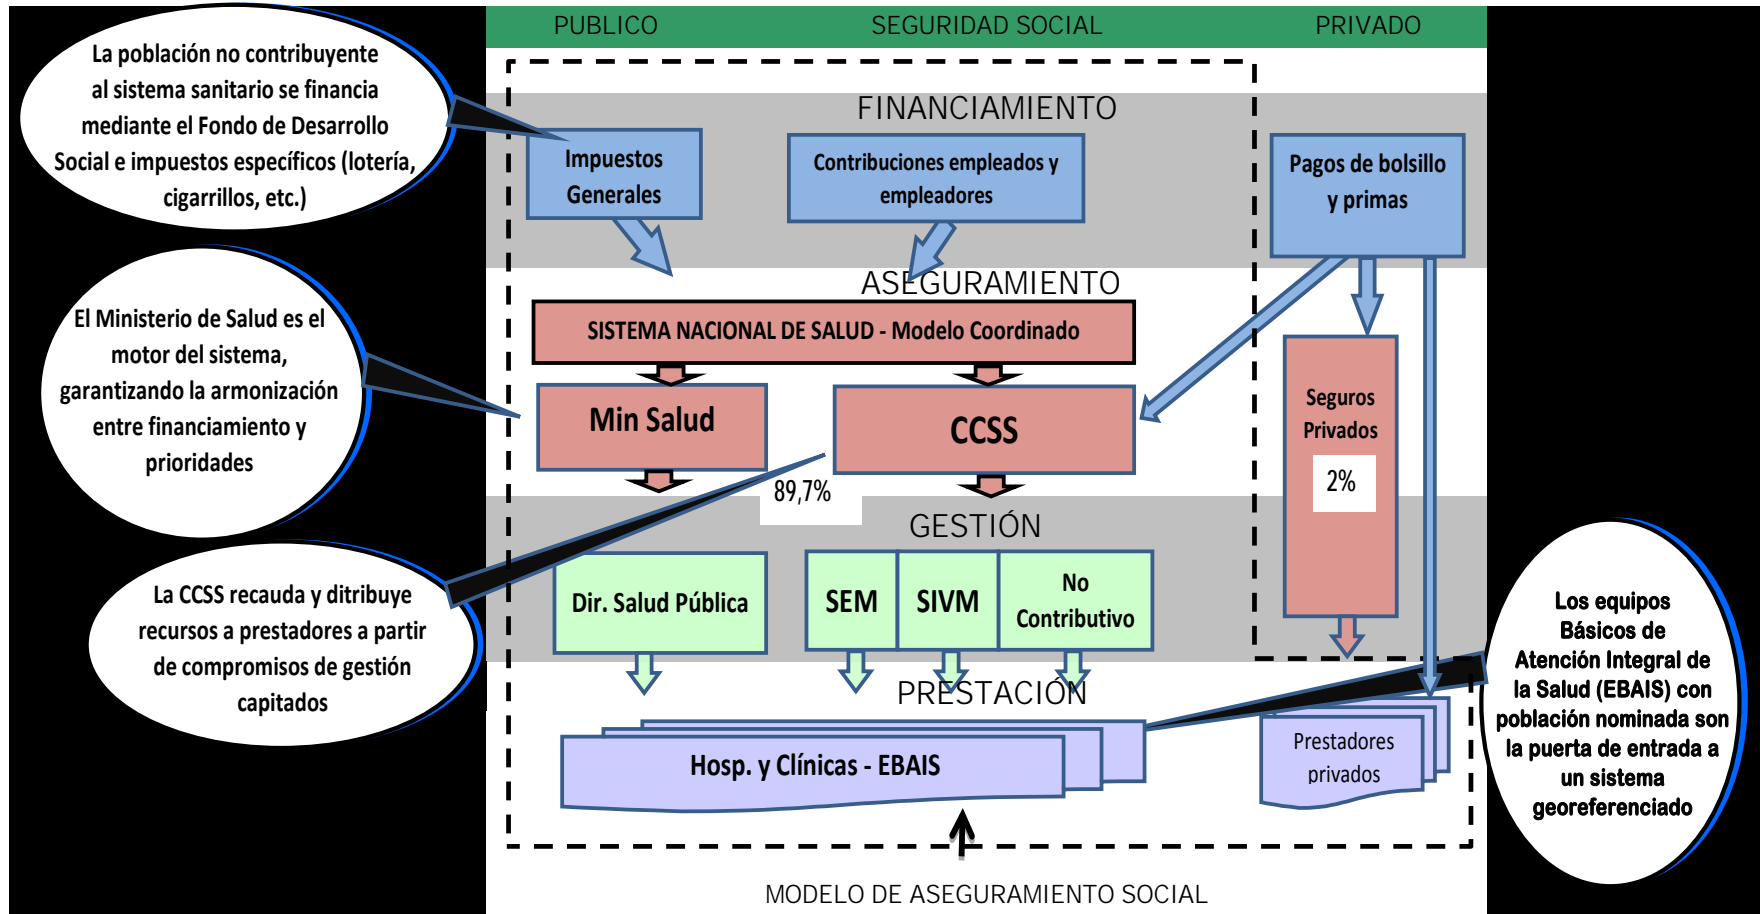 PUBLICO
SEGURIDAD SOCIAL
PRIVADO
La población no contribuyente
al sistema sanitario se financia
mediante el Fondo de Desarrollo
Social e impuestos específicos (lotería,
cigarrillos, etc.)
FINANCIAMIENTO
Impuestos
Generales
Contribuciones empleados y
empleadores
Pagos de bolsillo
y primas
ASEGURAMIENTO
SISTEMA NACIONAL DE SALUD - Modelo Coordinado
El Ministerio de Salud es el
motor del sistema,
garantizando la armonización
entre financiamiento y
prioridades
Min Salud
CCSS
Seguros
Privados
2%
89,7%
GESTIÓN
La CCSS recauda y ditribuye
recursos a prestadores a partir
de compromisos de gestión
capitados
Dir. Salud Pública
SEM
SIVM
No
Contributivo
PRESTACIÓN
Hosp. y Clínicas - EBAIS
Prestadores
privados
Los equipos
Básicos de
Atención Integral de
la Salud (EBAIS) con
población nominada son
la puerta de entrada a
un sistema
georeferenciado
MODELO DE ASEGURAMIENTO SOCIAL